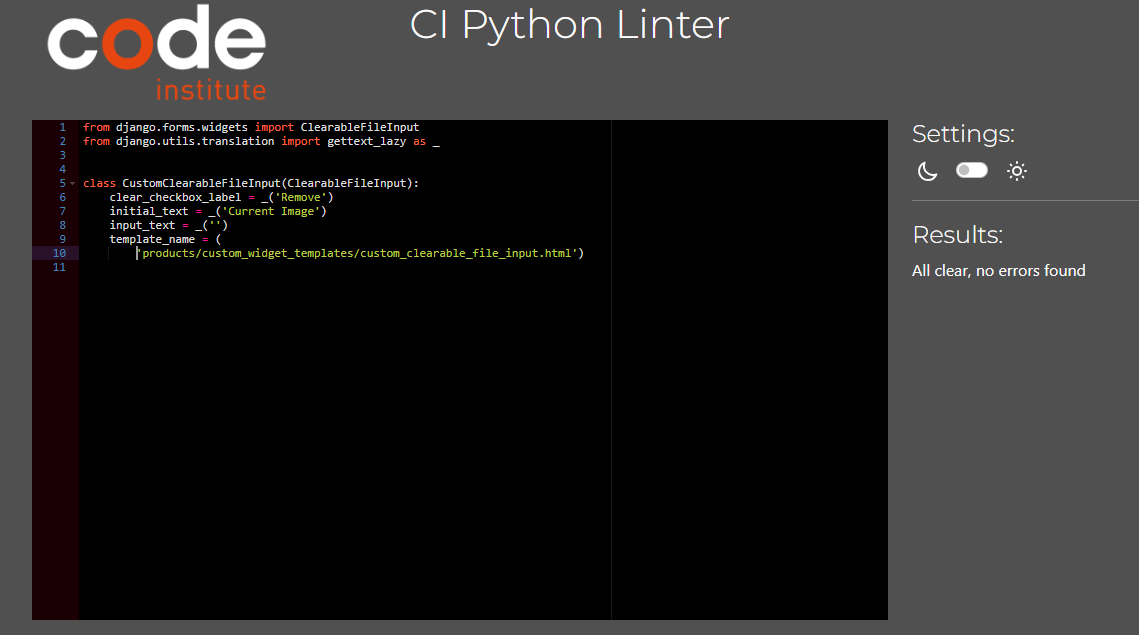 code
institute
CI Python Linter
1 from django.forms.widgets import ClearableFileInput
2 from django.utils.translation import gettext_lazy as _
3
4
5 class CustomClearableFileInput(ClearableFileInput):
6     clear_checkbox_label = _('Remove')
7     initial_text = _('Current Image')
8     input_text = _('')
9     template_name = (
10         'products/custom_widget_templates/custom_clearable_file_input.html')
11
Settings:
Results:
All clear, no errors found